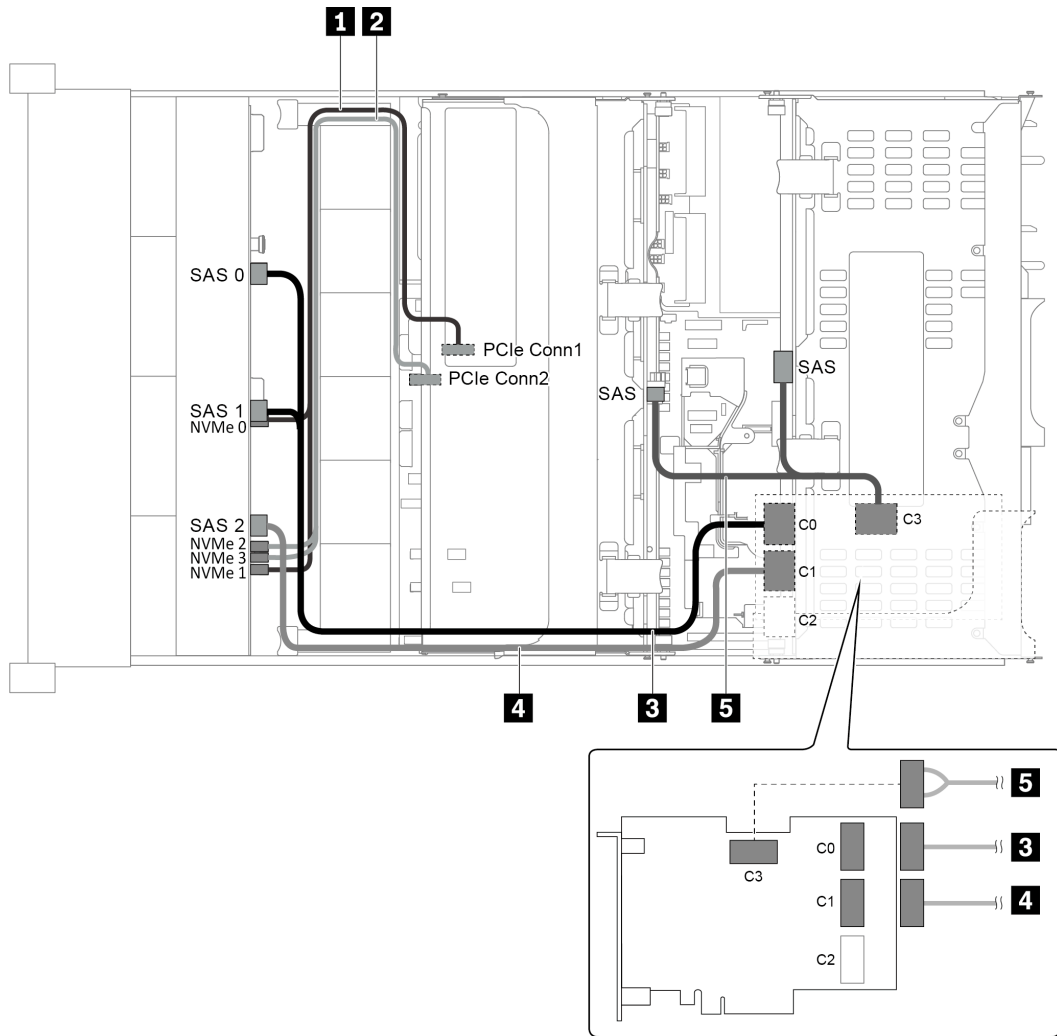 1 2
SAS 0
PCIe Conn1
SAS
PCIe Conn2
SAS
SAS 1
NVMe 0
C3
SAS 2
C0
NVMe 2
NVMe 3
NVMe 1
C1
C2
4
3
5
5
C0
3
C3
C1
4
C2